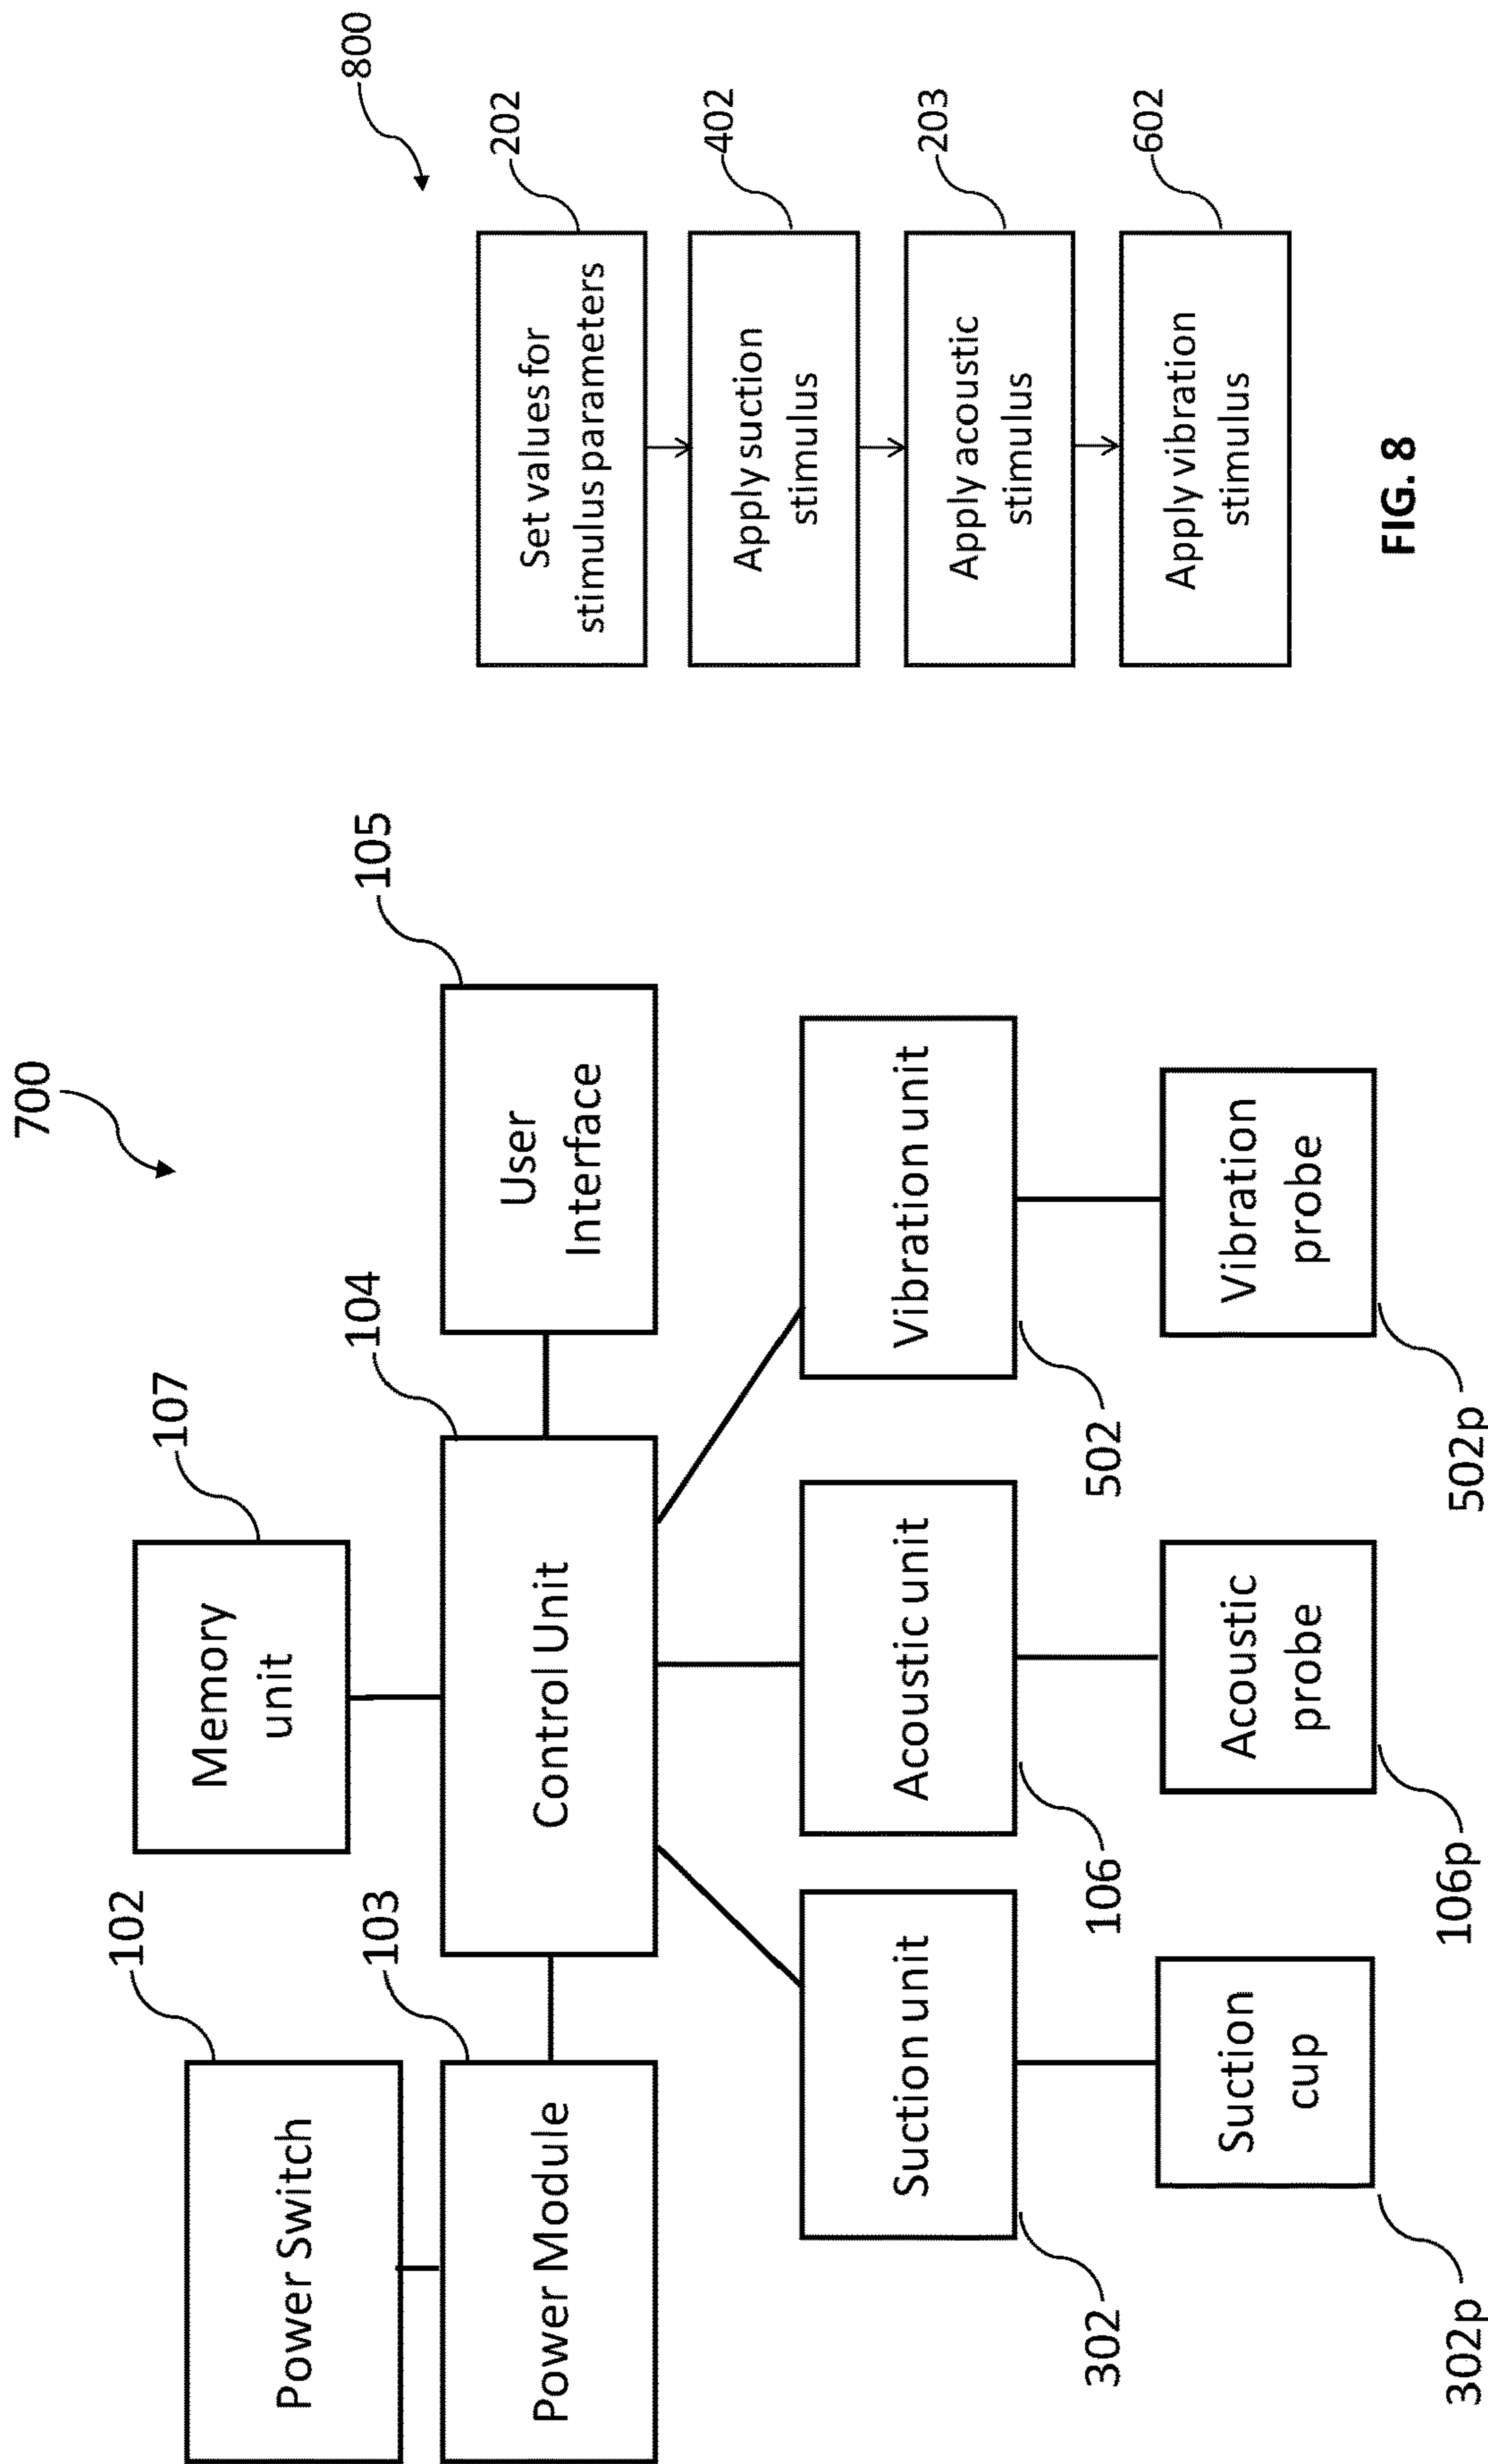 700
102
Power Switch
103
Power Module
107
Memory
unit
104
Control Unit
105
User
Interface
Suction unit
302
Acoustic unit
106
Vibration unit
502
Suction
cup
302p
Acoustic
probe
106p
Vibration
probe
502p
800
Set values for
stimulus parameters
202
Apply suction
stimulus
402
Apply acoustic
stimulus
203
Apply vibration
stimulus
602
FIG. 8